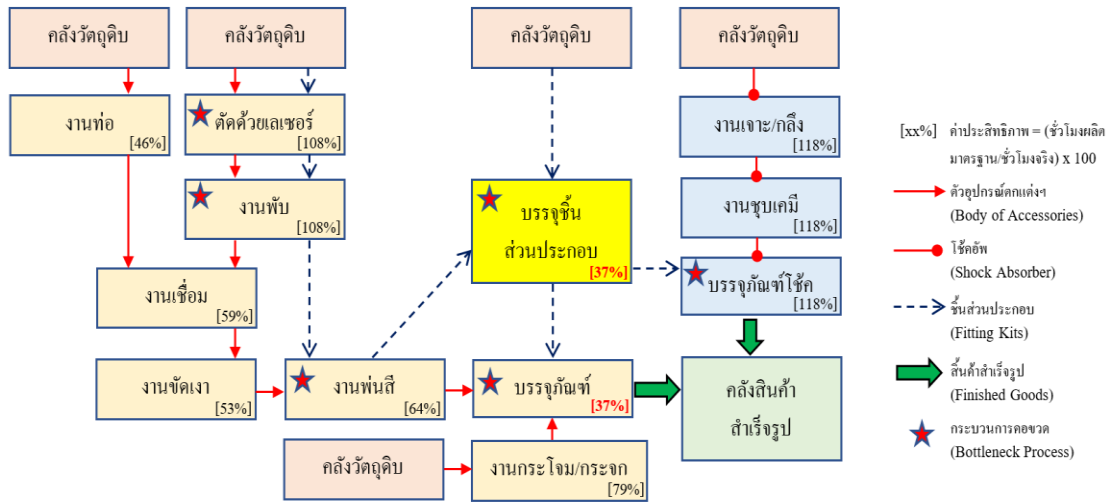 คลังวัตถุดิบ
คลังวัตถุดิบ
คลังวัตถุดิบ
คลังวัตถุดิบ
งานท่อ
[46%]
ตัดด้วยเลเซอร์
[108%]
งานเจาะ/กลึง
[118%]
งานพับ
[108%]
บรรจุชิ้น
ส่วนประกอบ
[37%]
งานชุบเคมี
[118%]
งานเชื่อม
[59%]
บรรจุภัณฑ์โช้ค
[118%]
งานขัดเงา
[53%]
งานพ่นสี
[64%]
บรรจุภัณฑ์
[37%]
คลังสินค้า
สำเร็จรูป
คลังวัตถุดิบ
งานกระโจม/กระจก
[79%]
[xx%] ค่าประสิทธิภาพ = (ชั่วโมงผลิต
มาตรฐาน/ชั่วโมงจริง) x 100
ตัวอุปกรณ์ตกแต่งฯ
(Body of Accessories)
โช้คอัพ
(Shock Absorber)
ชิ้นส่วนประกอบ
(Fitting Kits)
สินค้าสำเร็จรูป
(Finished Goods)
กระบวนการคอขวด
(Bottleneck Process)